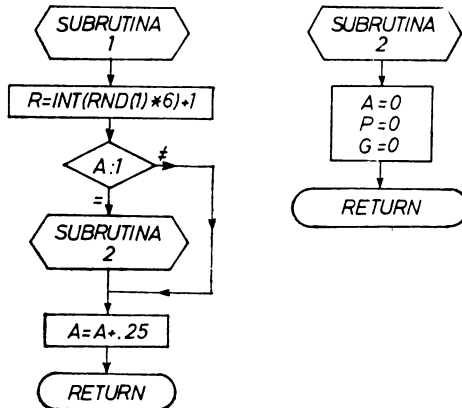 SUBRUTINA
1
R=INT(RND(1)*6)+1
A:1
≠
=
SUBRUTINA
2
A=A+.25
RETURN
SUBRUTINA
2
A=0
P=0
G=0
RETURN